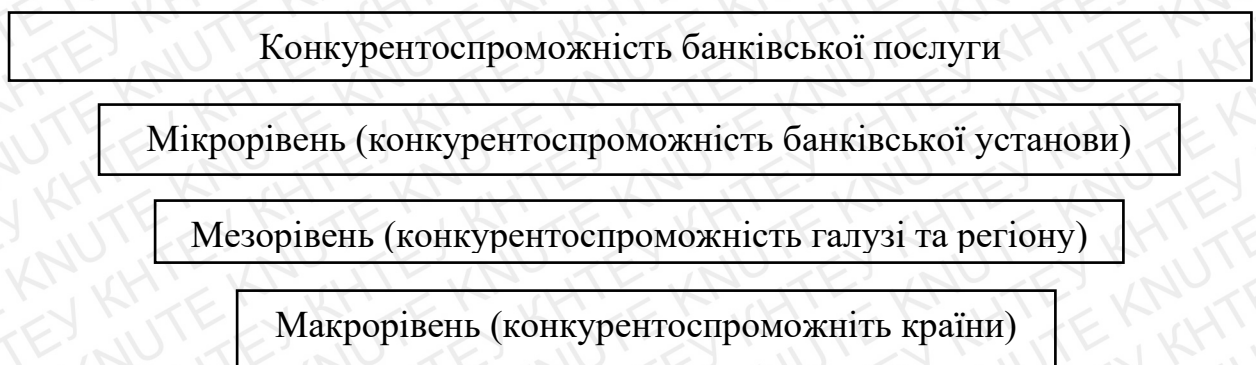 Конкурентоспроможність банківської послуги
Мікрорівень (конкурентоспроможність банківської установи)
Мезорівень (конкурентоспроможність галузі та регіону)
Макрорівень (конкурентоспроможніть країни)